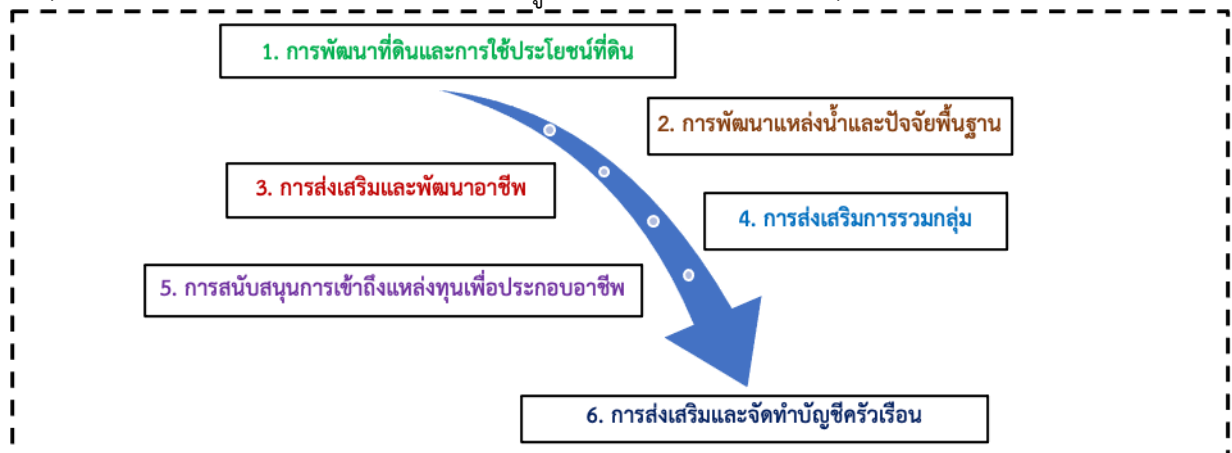 1. การพัฒนาที่ดินและการใช้ประโยชน์ที่ดิน
2. การพัฒนาแหล่งน้ำและปัจจัยพื้นฐาน
3. การส่งเสริมและพัฒนาอาชีพ
4. การส่งเสริมการรวมกลุ่ม
5. การสนับสนุนการเข้าถึงแหล่งทุนเพื่อประกอบอาชีพ
6. การส่งเสริมและจัดทำบัญชีครัวเรือน